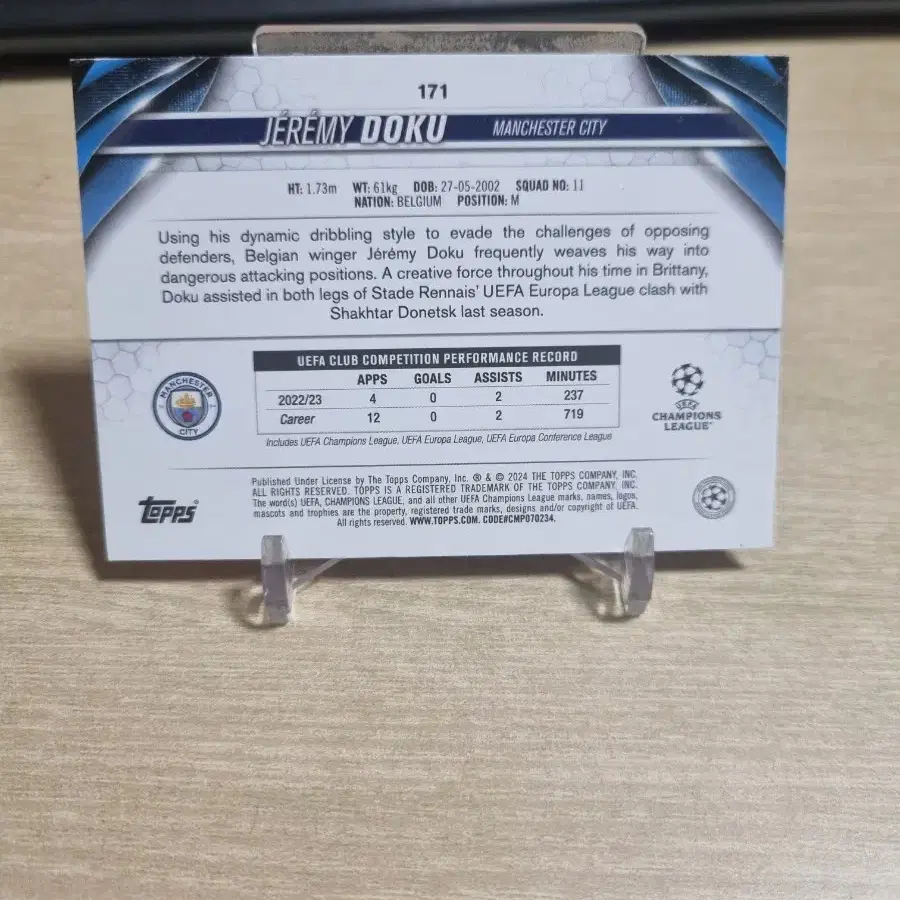 171
JÉRÉMY DOKU MANCHESTER CITY
HT: 1.73m WT: 61kg DOB: 27-05-2002 SQUAD NO: 11
NATION: BELGIUM POSITION: M
Using his dynamic dribbling style to evade the challenges of opposing
defenders, Belgian winger Jérémy Doku frequently weaves his way into
dangerous attacking positions. A creative force throughout his time in Brittany,
Doku assisted in both legs of Stade Rennais' UEFA Europa League clash with
Shakhtar Donetsk last season.
UEFA CLUB COMPETITION PERFORMANCE RECORD
APPS GOALS ASSISTS MINUTES
2022/23 4 0 2 237
Career 12 0 2 719
Includes UEFA Champions League, UEFA Europa League, UEFA Europa Conference League
MANCHESTER
CITY
UEFA
CHAMPIONS
LEAGUE
topps
Published Under License by The Topps Company, Inc. ® & © 2024 THE TOPPS COMPANY, INC.
ALL RIGHTS RESERVED. TOPPS IS A REGISTERED TRADEMARK OF THE TOPPS COMPANY, INC.
The word(s) UEFA, CHAMPIONS LEAGUE, and all other UEFA Champions League marks, names, logos,
mascots and trophies are the property, registered trade marks, designs and/or copyright of UEFA.
All rights reserved. WWW.TOPPS.COM. CODE#CMP070234.